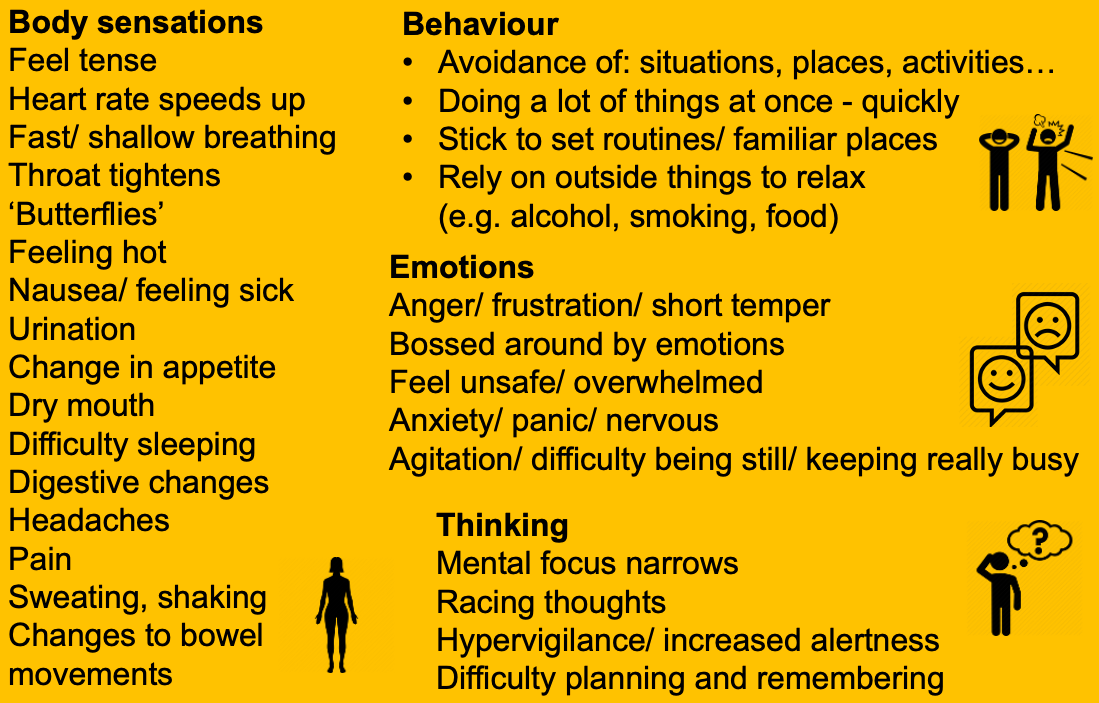 Body sensations
Feel tense
Heart rate speeds up
Fast/ shallow breathing
Throat tightens
‘Butterflies’
Feeling hot
Nausea/ feeling sick
Urination
Change in appetite
Dry mouth
Difficulty sleeping
Digestive changes
Headaches
Pain
Sweating, shaking
Changes to bowel
movements
Behaviour
• Avoidance of: situations, places, activities…
• Doing a lot of things at once - quickly
• Stick to set routines/ familiar places
• Rely on outside things to relax
(e.g. alcohol, smoking, food)
Emotions
Anger/ frustration/ short temper
Bossed around by emotions
Feel unsafe/ overwhelmed
Anxiety/ panic/ nervous
Agitation/ difficulty being still/ keeping really busy
Thinking
Mental focus narrows
Racing thoughts
Hypervigilance/ increased alertness
Difficulty planning and remembering
?